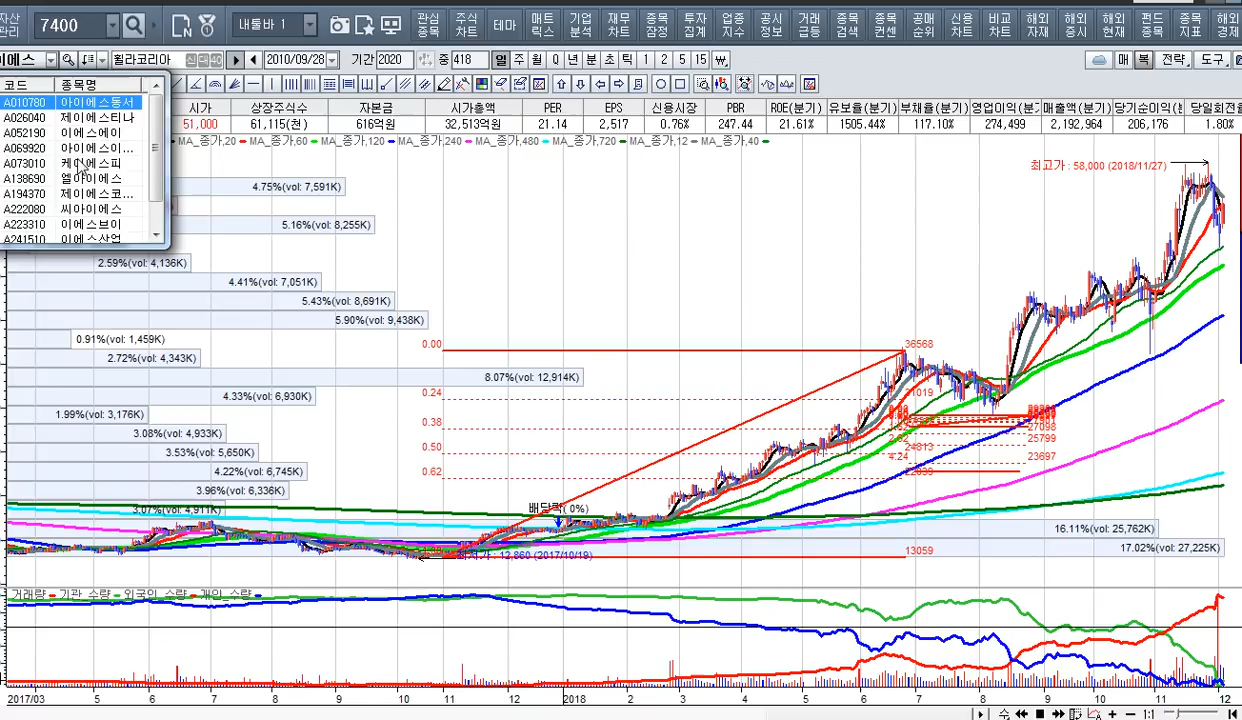 자산 관리
7400
내툴바 1
관심 종목
주식 차트
테마
매트 릭스
기업 분석
재무 차트
종목 잠정
투자 집계
업종 지수
공시 정보
거래 급등
종목 검색
종목 컨센
공매 순위
신용 차트
비교 차트
해외 자재
해외 증시
해외 현재
펀드 종목
종목 지표
해외 경제
이에스
휠라코리아
신 대 40
2010/09/28
기간 2020
중 418
일 주 월 Q 년 분 초 틱 1 2 5 15 ₩
매 복 전략 도구
코드 종목명
A010780 아이에스동서
A026040 제이에스티나
A052190 이에스에이
A069920 아이에스이...
A073010 케이에스피
A138690 엘아이에스
A194370 제이에스코...
A222080 씨아이에스
A223310 이에스브이
A241510 이에스산업
시가 상장주식수 자본금 시가총액 PER EPS 신용시장 PBR ROE(분기) 유보율(분기) 부채율(분기) 영업이익(분 매출액(분기) 당기순이익(분 당일회전
51,000 61,115(천) 616억원 32,513억원 21.14 2,517 0.76% 247.44 21.61% 1505.44% 117.10% 274,499 2,192,964 206,176 1.80%
MA_종가,20 MA_종가,60 MA_종가,120 MA_종가,240 MA_종가,480 MA_종가,720 MA_종가,12 MA_종가,40
최고가 : 58,000 (2018/11/27)
4.75%(vol: 7,591K)
5.16%(vol: 8,255K)
2.59%(vol: 4,136K)
4.41%(vol: 7,051K)
5.43%(vol: 8,691K)
5.90%(vol: 9,438K)
0.91%(vol: 1,459K)
0.00
36568
2.72%(vol: 4,343K)
8.07%(vol: 12,914K)
4.33%(vol: 6,930K)
0.24
31019
1.99%(vol: 3,176K)
0.38
27098
3.08%(vol: 4,933K)
25799
0.50
24813
3.53%(vol: 5,650K)
4.24
23697
4.22%(vol: 6,745K)
0.62
3.96%(vol: 6,336K)
3.07%(vol: 4,911K)
배당락( 0%)
16.11%(vol: 25,762K)
17.02%(vol: 27,225K)
: 12,860 (2017/10/19)
13059
거래량 기관_수량 외국인_수량 개인_수량
2017/03 5 6 7 8 9 10 11 12 2018 2 3 4 5 6 7 8 9 10 11 12
1:1